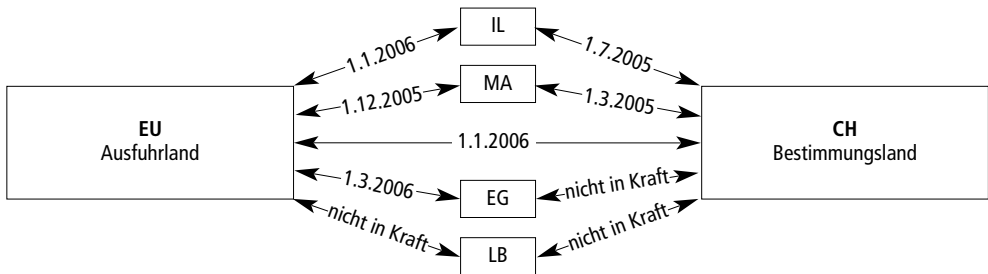 IL
1.1.2006
1.7.2005
MA
1.12.2005
1.3.2005
EU
Ausfuhrland
1.1.2006
CH
Bestimmungsland
1.3.2006
EG
nicht in Kraft
nicht in Kraft
LB
nicht in Kraft